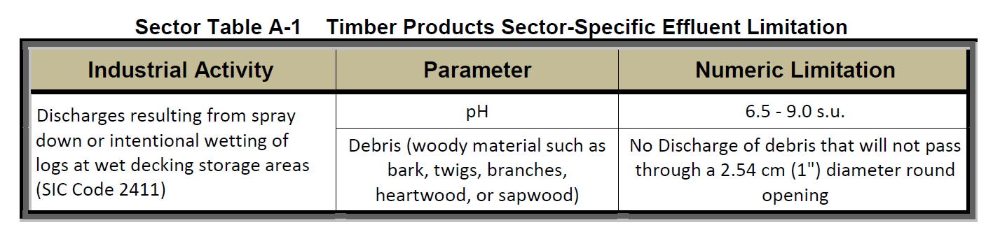 Sector Table A-1    Timber Products Sector-Specific Effluent Limitation
Industrial Activity
Parameter
Numeric Limitation
Discharges resulting from spray
down or intentional wetting of
logs at wet decking storage areas
(SIC Code 2411)
pH
6.5 - 9.0 s.u.
Debris (woody material such as
bark, twigs, branches,
heartwood, or sapwood)
No Discharge of debris that will not pass
through a 2.54 cm (1") diameter round
opening